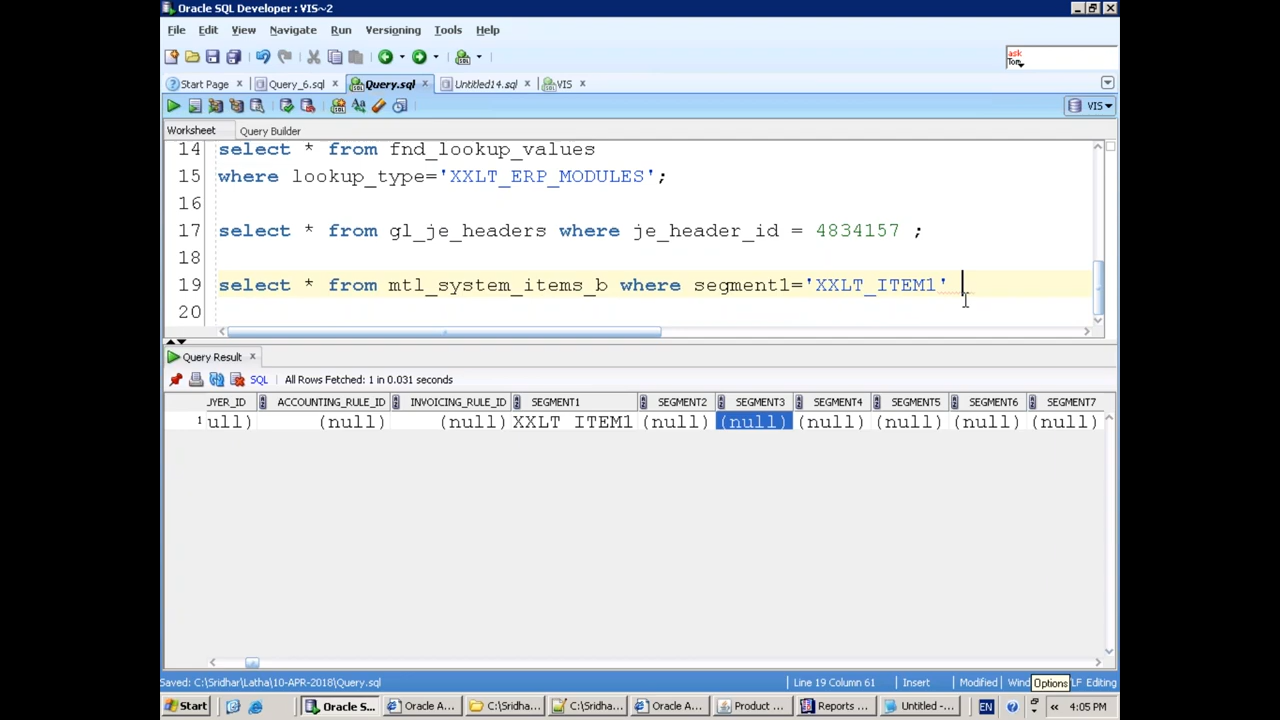 Oracle SQL Developer : VIS~2
File Edit View Navigate Run Versioning Tools Help
ask
Tom
Start Page Query_6.sql Query.sql Untitled14.sql VIS
VIS
Worksheet Query Builder
14 select * from fnd_lookup_values
15 where lookup_type='XXLT_ERP_MODULES';
16
17 select * from gl_je_headers where je_header_id = 4834157 ;
18
19 select * from mtl_system_items_b where segment1='XXLT_ITEM1'
20
Query Result
SQL All Rows Fetched: 1 in 0.031 seconds
JYER_ID ACCOUNTING_RULE_ID INVOICING_RULE_ID SEGMENT1 SEGMENT2 SEGMENT3 SEGMENT4 SEGMENT5 SEGMENT6 SEGMENT7
1 ull) (null) (null) XXLT_ITEM1 (null) (null) (null) (null) (null) (null)
Saved: C:\Sridhar\Latha\10-APR-2018\Query.sql Line 19 Column 61 Insert Modified Wind Options LF Editing
Start Oracle S... Oracle A... C:\Sridha... C:\Sridha... Oracle A... Product ... Reports ... Untitled -... EN 4:05 PM